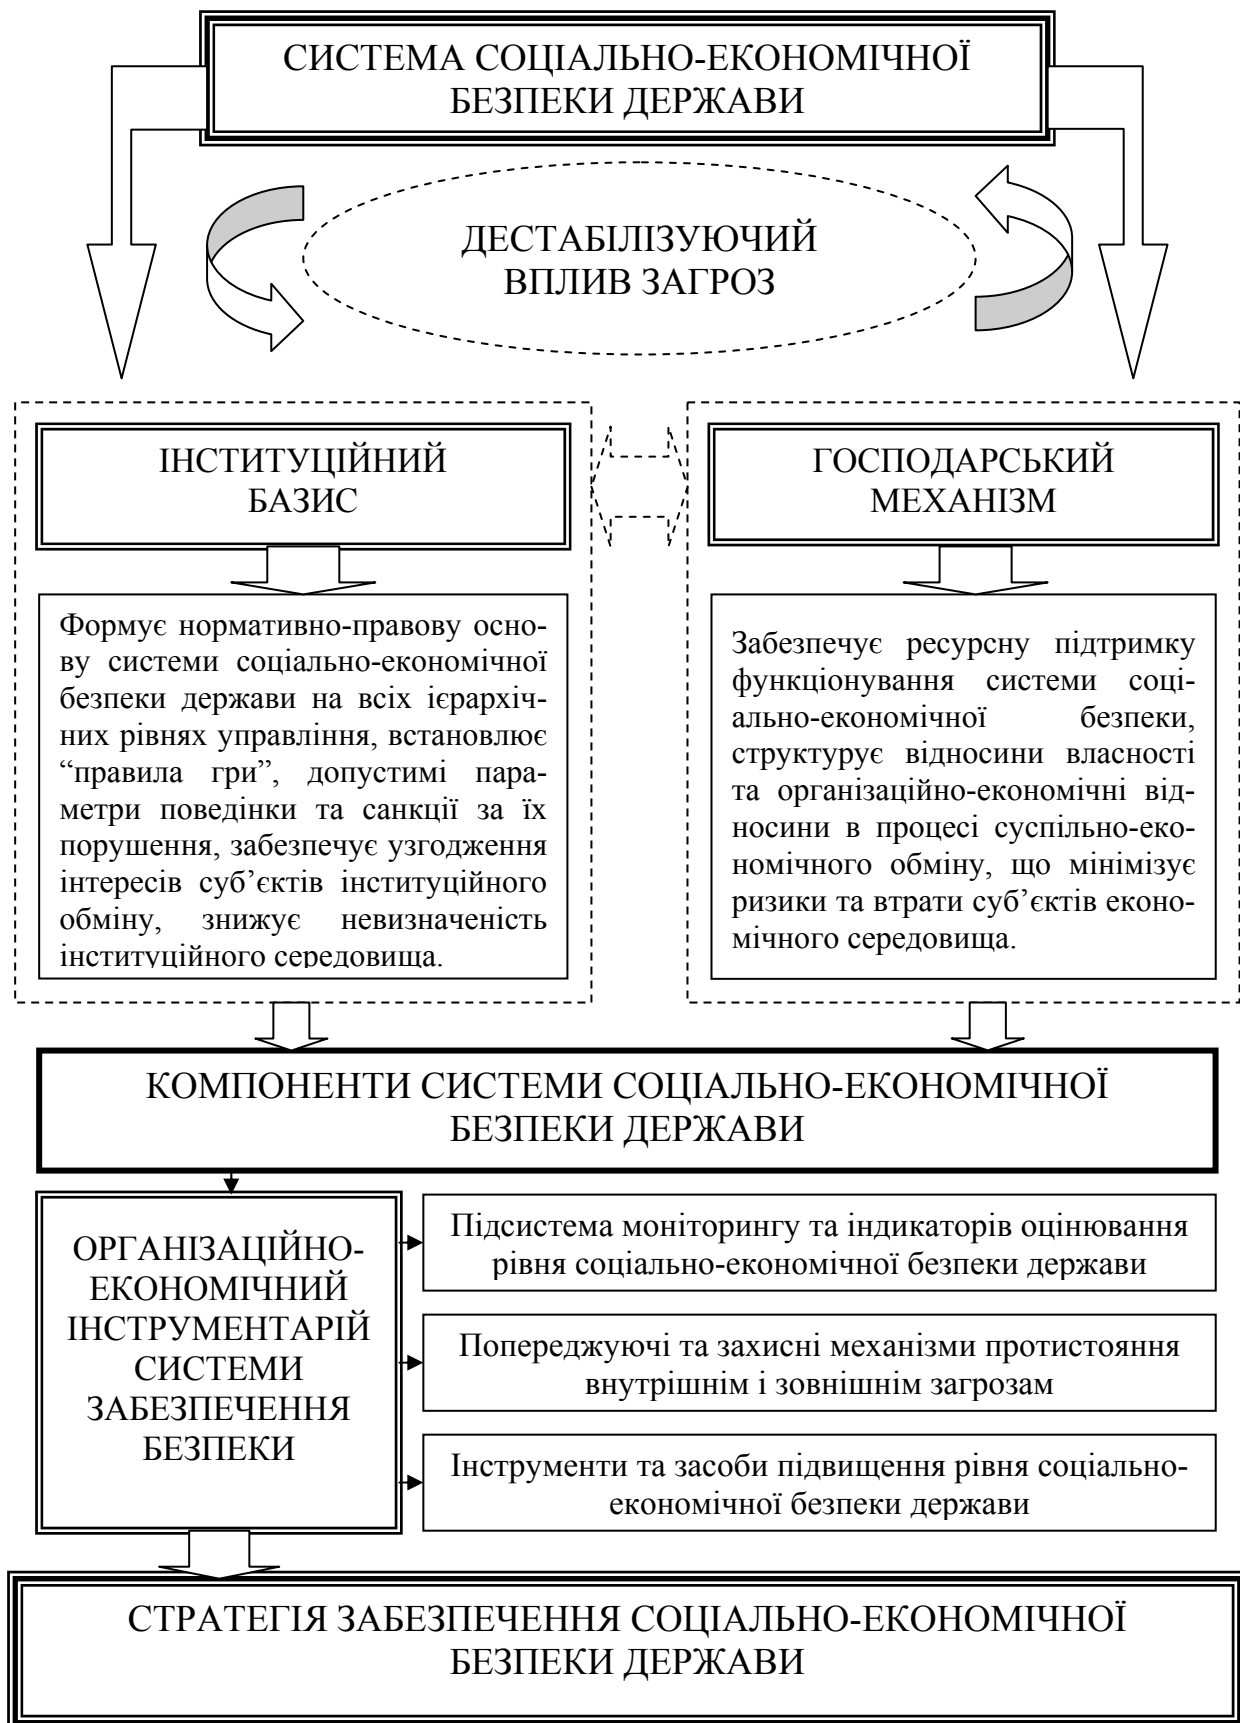 СИСТЕМА СОЦІАЛЬНО-ЕКОНОМІЧНОЇ
БЕЗПЕКИ ДЕРЖАВИ
ДЕСТАБІЛІЗУЮЧИЙ
ВПЛИВ ЗАГРОЗ
ІНСТИТУЦІЙНИЙ
БАЗИС
Формує нормативно-правову осно-
ву системи соціально-економічної
безпеки держави на всіх ієрархіч-
них рівнях управління, встановлює
“правила гри”, допустимі пара-
метри поведінки та санкції за їх
порушення, забезпечує узгодження
інтересів суб’єктів інституційного
обміну, знижує невизначеність
інституційного середовища.
ГОСПОДАРСЬКИЙ
МЕХАНІЗМ
Забезпечує ресурсну підтримку
функціонування системи соці-
ально-економічної безпеки,
структурує відносини власності
та організаційно-економічні від-
носини в процесі суспільно-еко-
номічного обміну, що мінімізує
ризики та втрати суб’єктів еконо-
мічного середовища.
КОМПОНЕНТИ СИСТЕМИ СОЦІАЛЬНО-ЕКОНОМІЧНОЇ
БЕЗПЕКИ ДЕРЖАВИ
ОРГАНІЗАЦІЙНО-
ЕКОНОМІЧНИЙ
ІНСТРУМЕНТАРІЙ
СИСТЕМИ
ЗАБЕЗПЕЧЕННЯ
БЕЗПЕКИ
Підсистема моніторингу та індикаторів оцінювання
рівня соціально-економічної безпеки держави
Попереджуючі та захисні механізми протистояння
внутрішнім і зовнішнім загрозам
Інструменти та засоби підвищення рівня соціально-
економічної безпеки держави
СТРАТЕГІЯ ЗАБЕЗПЕЧЕННЯ СОЦІАЛЬНО-ЕКОНОМІЧНОЇ
БЕЗПЕКИ ДЕРЖАВИ